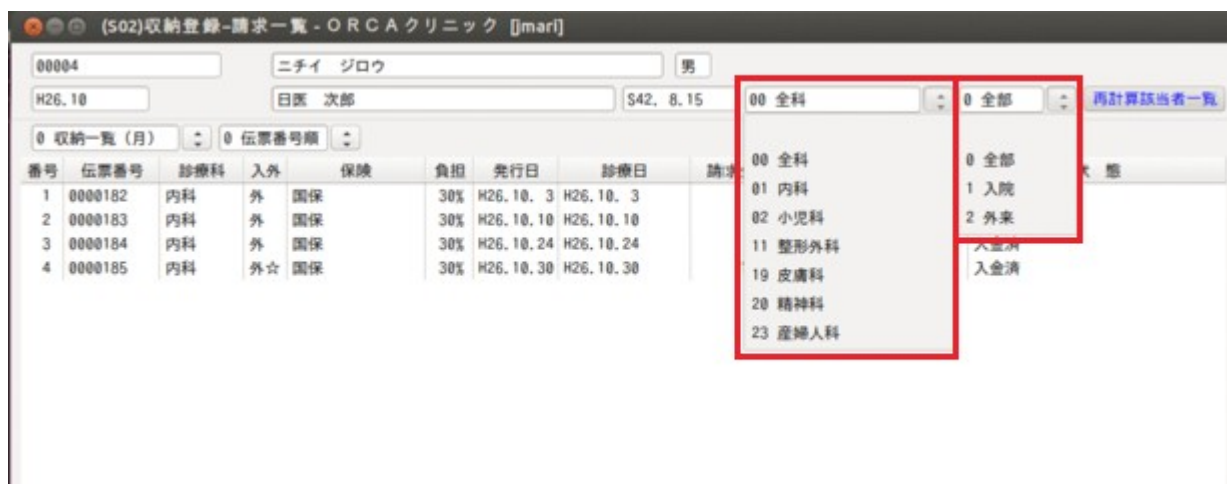 (S02)収納登録-請求一覧 - ＯＲＣＡクリニック [jmari]
00004 ニチイ ジロウ 男
H26.10 日医 次郎 S42. 8.15 00 全科 0 全部 再計算該当者一覧
0 収納一覧（月） 0 伝票番号順
00 全科 0 全部
番号 伝票番号 診療科 入外 保険 負担 発行日 診療日 請求
1 0000182 内科 外 国保 30% H26.10. 3 H26.10. 3 01 内科 1 入院
2 0000183 内科 外 国保 30% H26.10.10 H26.10.10 02 小児科 2 外来
3 0000184 内科 外 国保 30% H26.10.24 H26.10.24 11 整形外科 入金済
4 0000185 内科 外☆ 国保 30% H26.10.30 H26.10.30 19 皮膚科 入金済
20 精神科
23 産婦人科